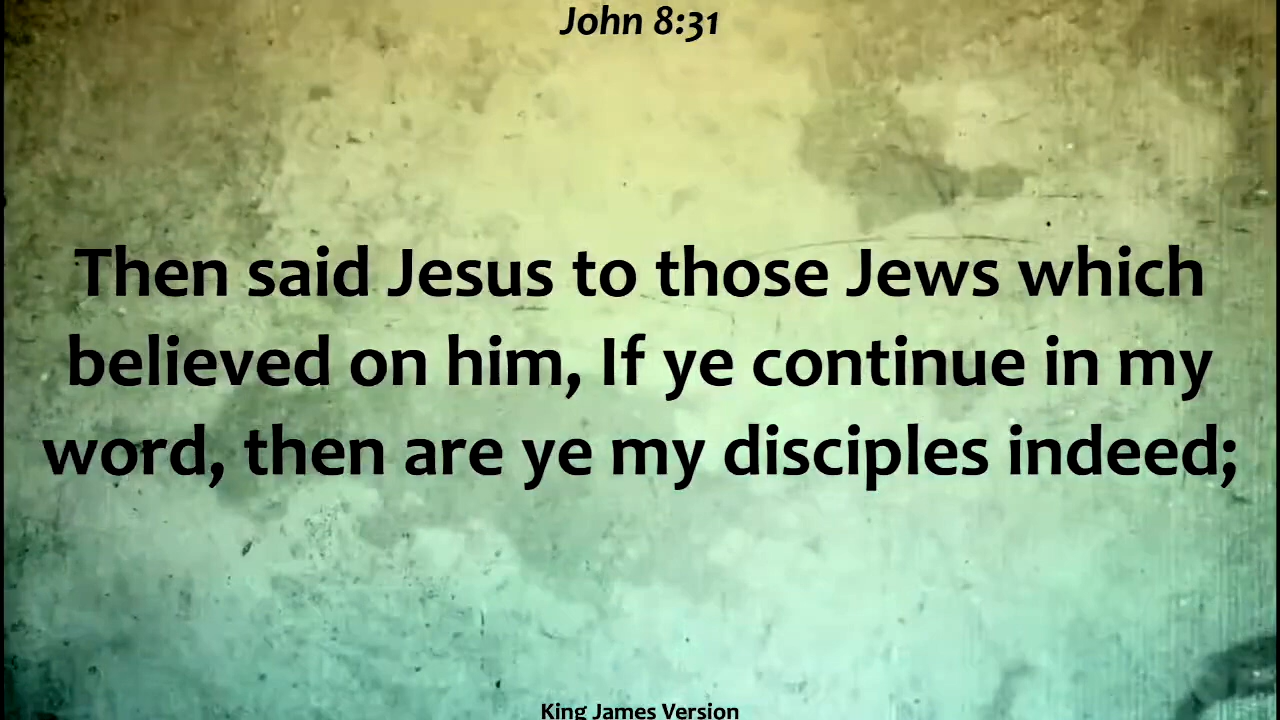 John 8:31
Then said Jesus to those Jews which
believed on him, If ye continue in my
word, then are ye my disciples indeed;
King James Version